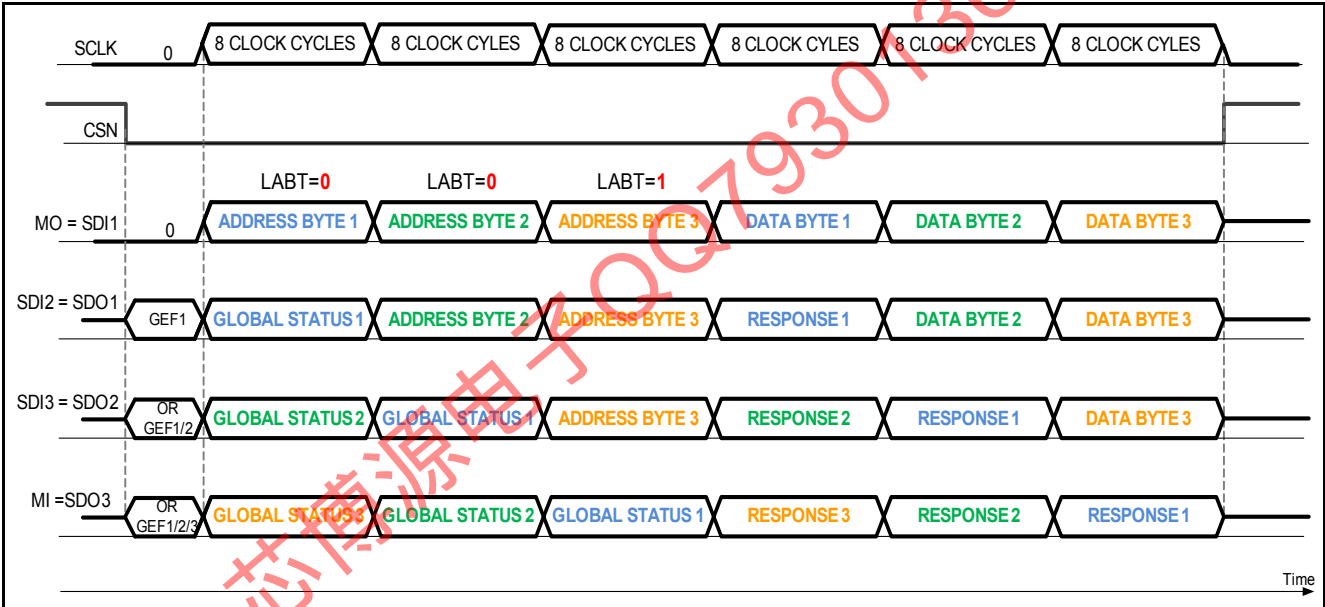 SCLK 0 8 CLOCK CYCLES 8 CLOCK CYLES 8 CLOCK CYCLES 8 CLOCK CYLES 8 CLOCK CYCLES 8 CLOCK CYLES
CSN
LABT=0 LABT=0 LABT=1
MO = SDI1 0 ADDRESS BYTE 1 ADDRESS BYTE 2 ADDRESS BYTE 3 DATA BYTE 1 DATA BYTE 2 DATA BYTE 3
SDI2 = SDO1 GEF1 GLOBAL STATUS 1 ADDRESS BYTE 2 ADDRESS BYTE 3 RESPONSE 1 DATA BYTE 2 DATA BYTE 3
SDI3 = SDO2 OR GEF1/2 GLOBAL STATUS 2 GLOBAL STATUS 1 ADDRESS BYTE 3 RESPONSE 2 RESPONSE 1 DATA BYTE 3
MI =SDO3 OR GEF1/2/3 GLOBAL STATUS 3 GLOBAL STATUS 2 GLOBAL STATUS 1 RESPONSE 3 RESPONSE 2 RESPONSE 1
Time
芯博源电子QQ793013